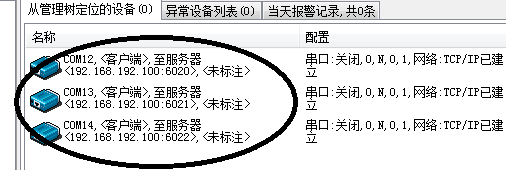 从管理树定位的设备(0) 异常设备列表(0) 当天报警记录,共0条
名称 配置
COM12,<客户端>,至服务器
<192.168.192.100:6020>,<未标注>
串口:关闭,0,N,0,1,网络:TCP/IP已建
立
COM13,<客户端>,至服务器
<192.168.192.100:6021>,<未标注>
串口:关闭,0,N,0,1,网络:TCP/IP已建
立
COM14,<客户端>,至服务器
<192.168.192.100:6022>,<未标注>
串口:关闭,0,N,0,1,网络:TCP/IP已建
立